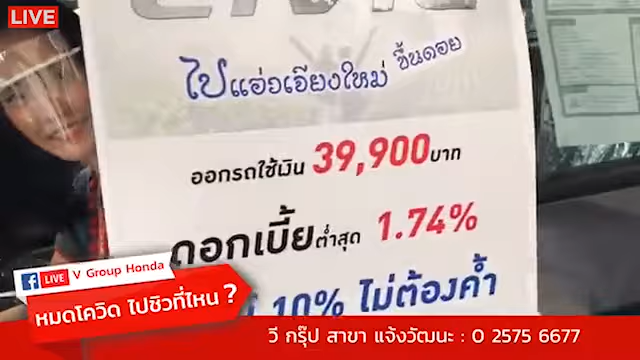 LIVE
CIVIC
ไปแอ่วเจียงใหม่ ขึ้นดอย
ออกรถใช้เงิน 39,900 บาท
ดอกเบี้ยต่ำสุด 1.74%
10% ไม่ต้องค้ำ
LIVE V Group Honda
หมดโควิด ไปชิวที่ไหน ?
วี กรุ๊ป สาขา แจ้งวัฒนะ : 0 2575 6677